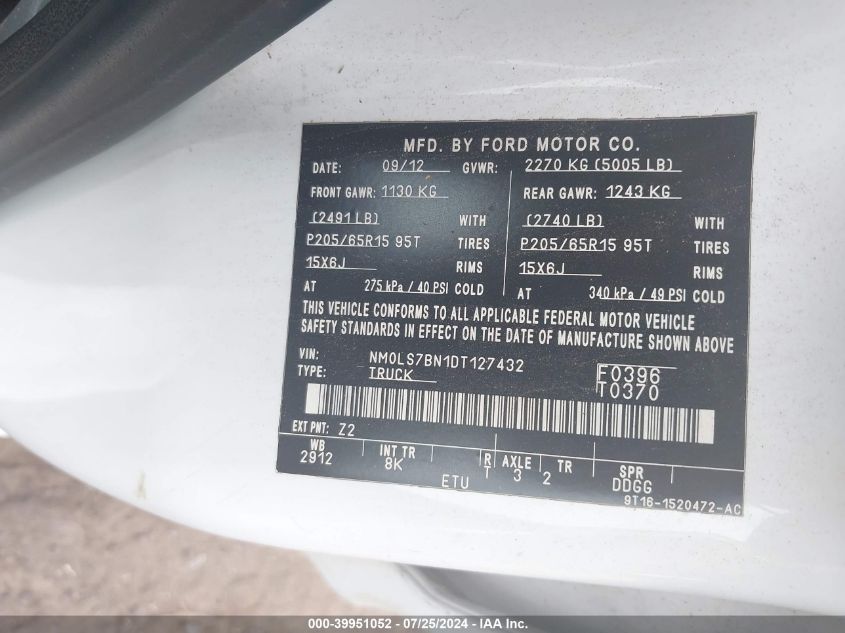 MFD. BY FORD MOTOR CO.
DATE: 09/12 GVWR: 2270 KG (5005 LB)
FRONT GAWR: 1130 KG REAR GAWR: 1243 KG
(2491 LB) WITH (2740 LB) WITH
P205/65R15 95T TIRES P205/65R15 95T TIRES
15X6J RIMS 15X6J RIMS
AT 275 kPa / 40 PSI COLD AT 340 kPa / 49 PSI COLD
THIS VEHICLE CONFORMS TO ALL APPLICABLE FEDERAL MOTOR VEHICLE
SAFETY STANDARDS IN EFFECT ON THE DATE OF MANUFACTURE SHOWN ABOVE
VIN: NM0LS7BN1DT127432 F0396
TYPE: TRUCK T0370
EXT PNT: Z2
WB INT TR R AXLE TR SPR
2912 8K T 3 2 DDGG
ETU 9T16-1520472-AC
000-39951052 - 07/25/2024 - IAA Inc.